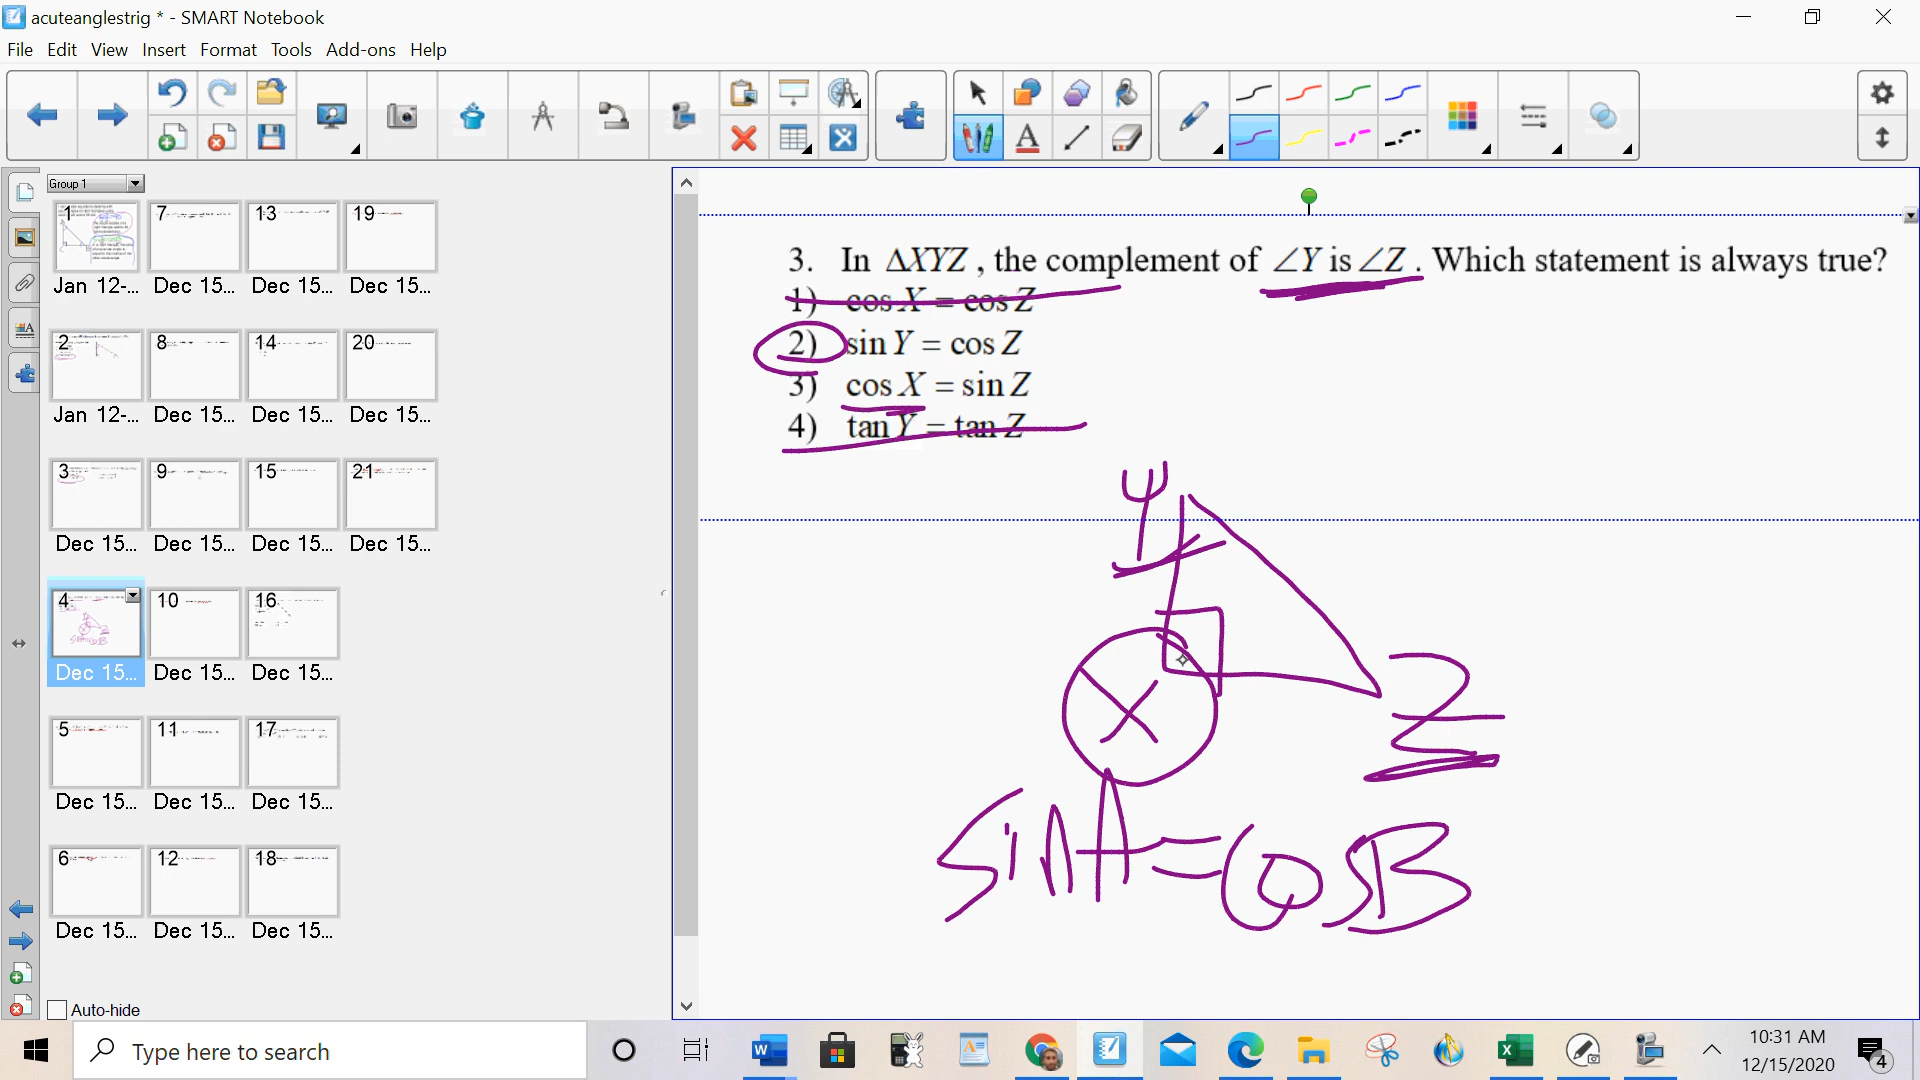 acuteanglestrig * - SMART Notebook
File Edit View Insert Format Tools Add-ons Help
Group 1
1 7 13 19
Jan 12-... Dec 15... Dec 15... Dec 15...
2 8 14 20
Jan 12-... Dec 15... Dec 15... Dec 15...
3 9 15 21
Dec 15... Dec 15... Dec 15... Dec 15...
4 10 16
Dec 15... Dec 15... Dec 15...
5 11 17
Dec 15... Dec 15... Dec 15...
6 12 18
Dec 15... Dec 15... Dec 15...
Auto-hide
3. In ΔXYZ, the complement of ∠Y is ∠Z. Which statement is always true?
1) cos X = cos Z
2) sin Y = cos Z
3) cos X = sin Z
4) tan Y = tan Z
Y
X
Z
sin A = cos B
Type here to search
10:31 AM
12/15/2020
4